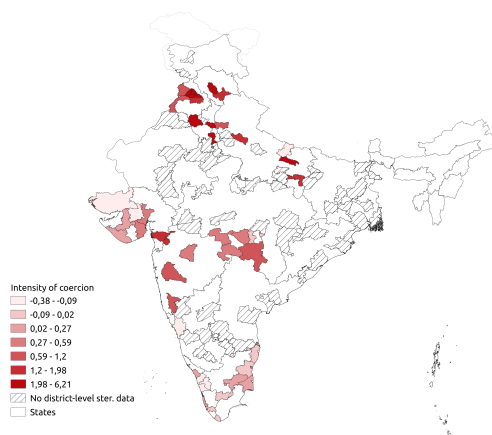 Intensity of coercion
-0,38 - -0,09
-0,09 - 0,02
0,02 - 0,27
0,27 - 0,59
0,59 - 1,2
1,2 - 1,98
1,98 - 6,21
No district-level ster. data
States